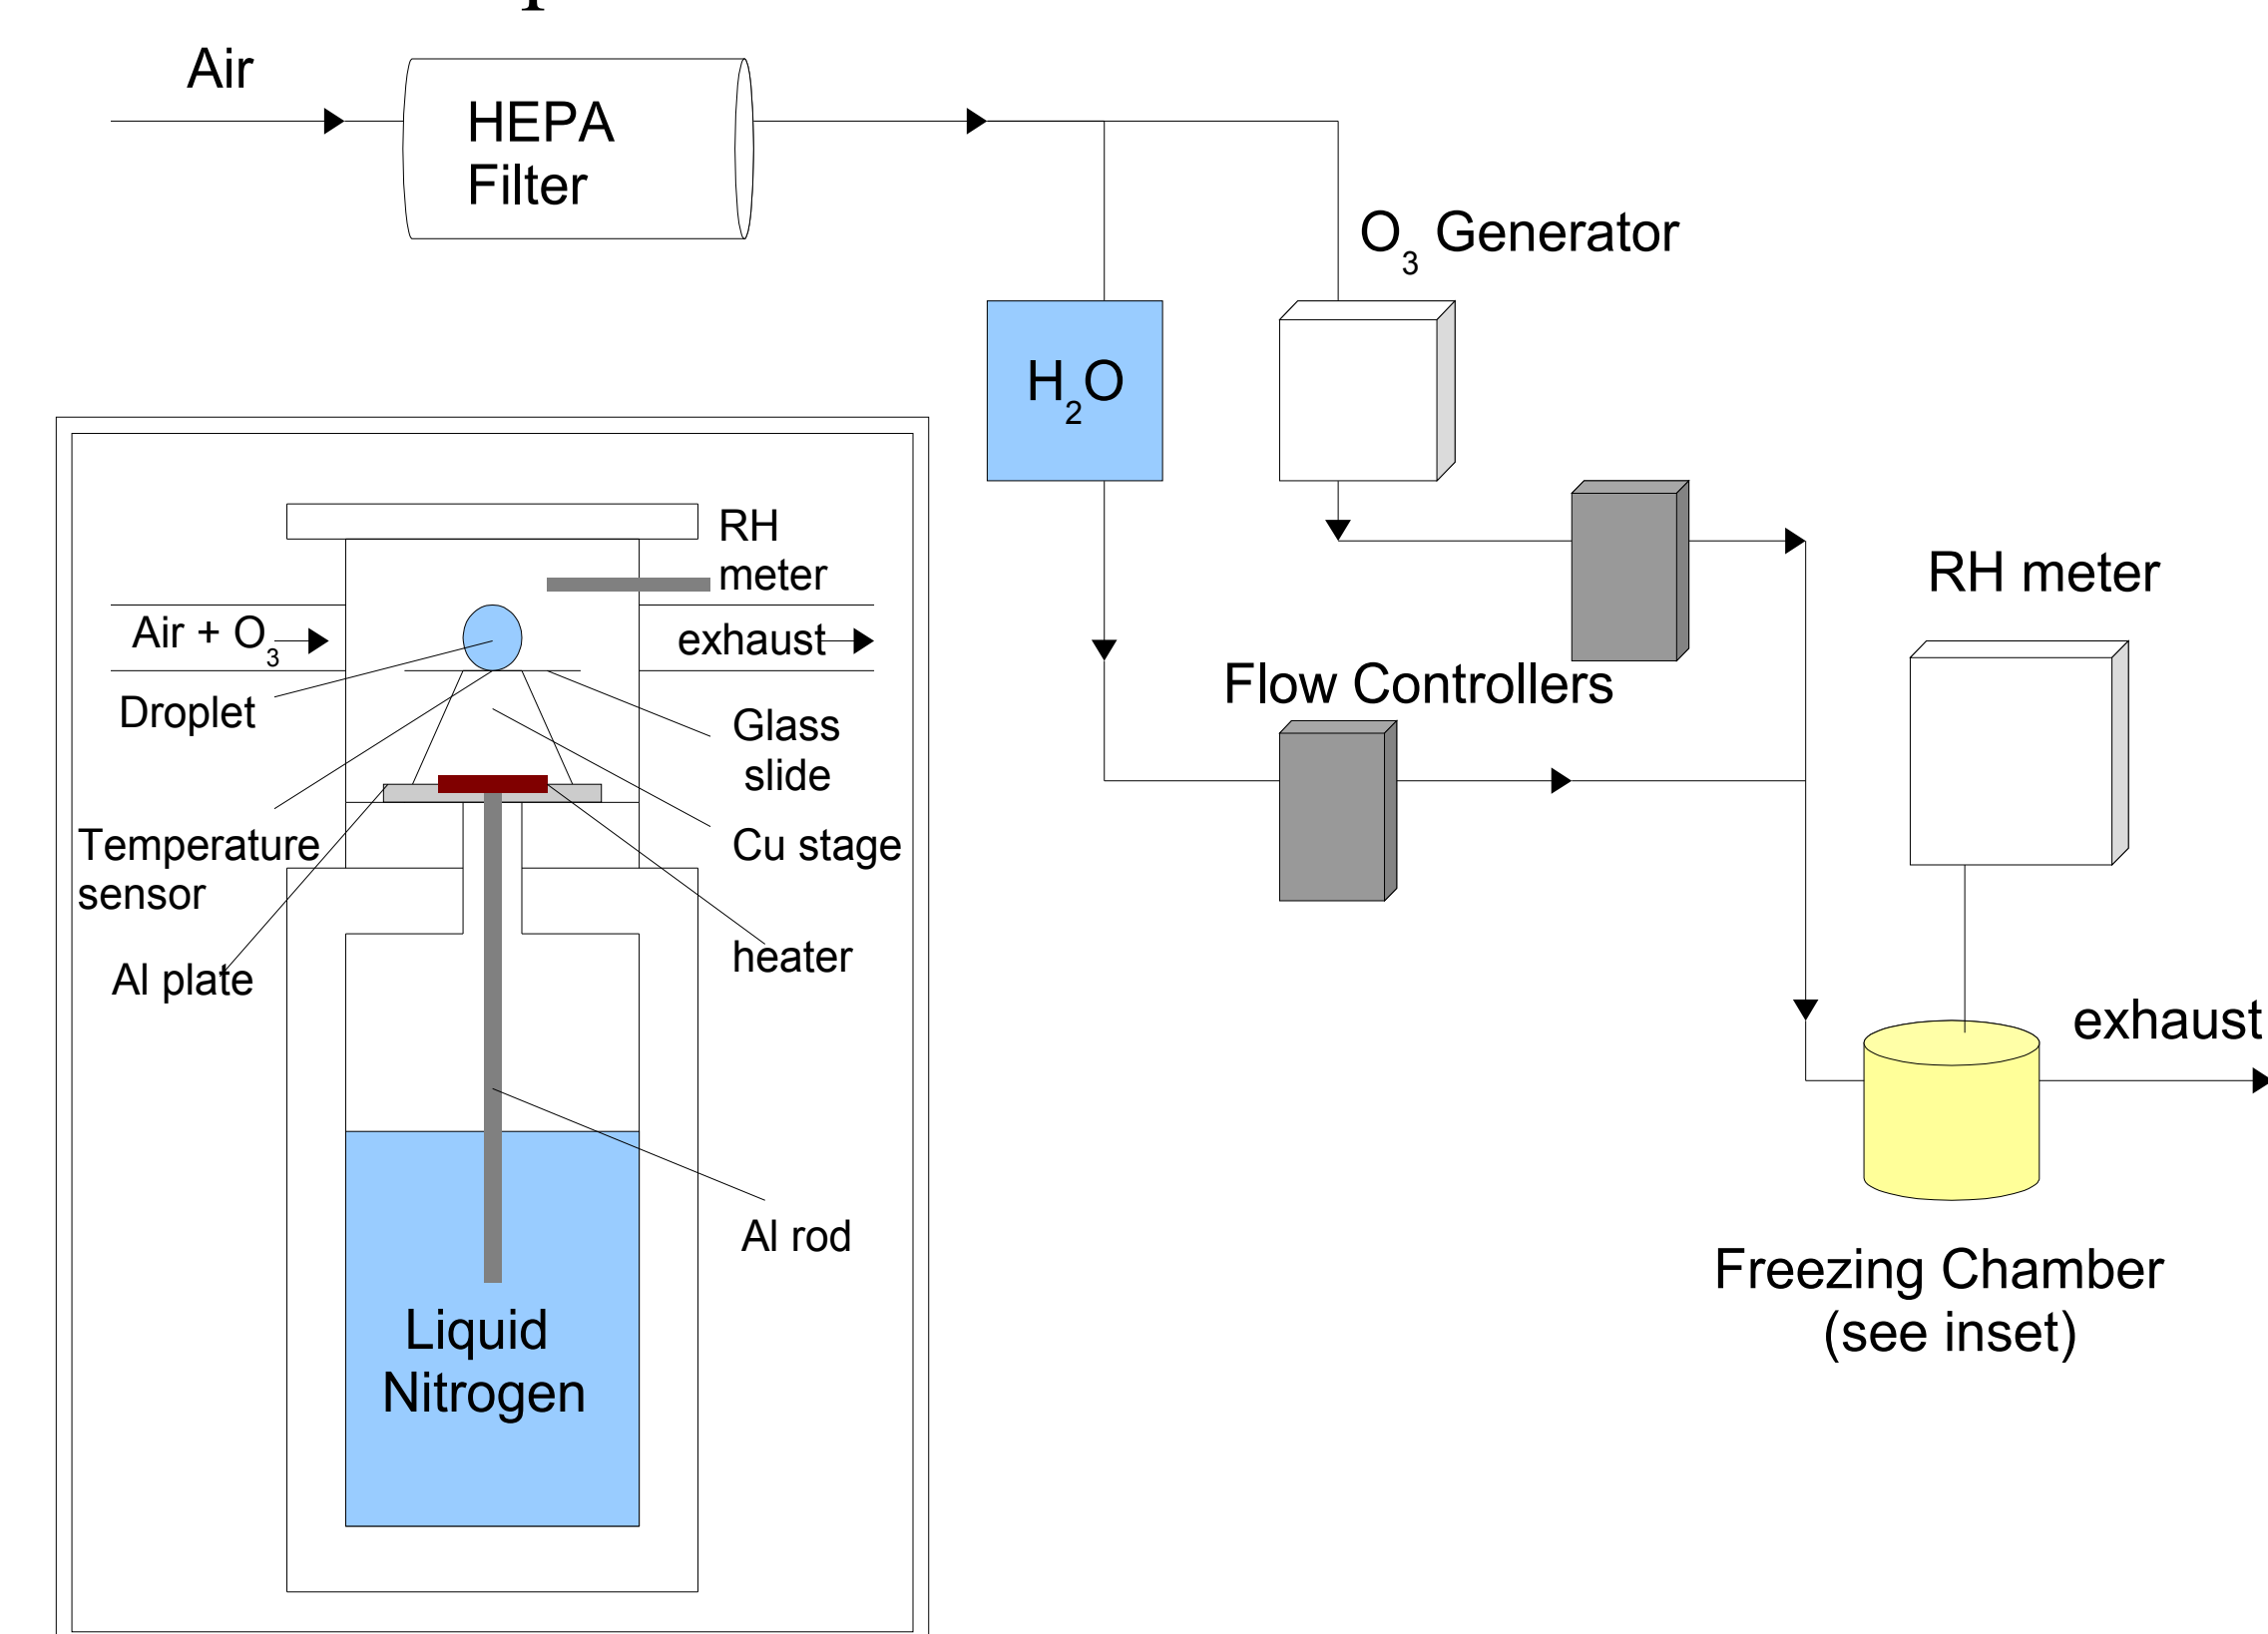 Air
HEPA
Filter
O3 Generator
H2O
RH meter
Flow Controllers
exhaust
Freezing Chamber
(see inset)
RH
meter
Air + O3
exhaust
Droplet
Glass
slide
Temperature
sensor
Cu stage
Al plate
heater
Al rod
Liquid
Nitrogen